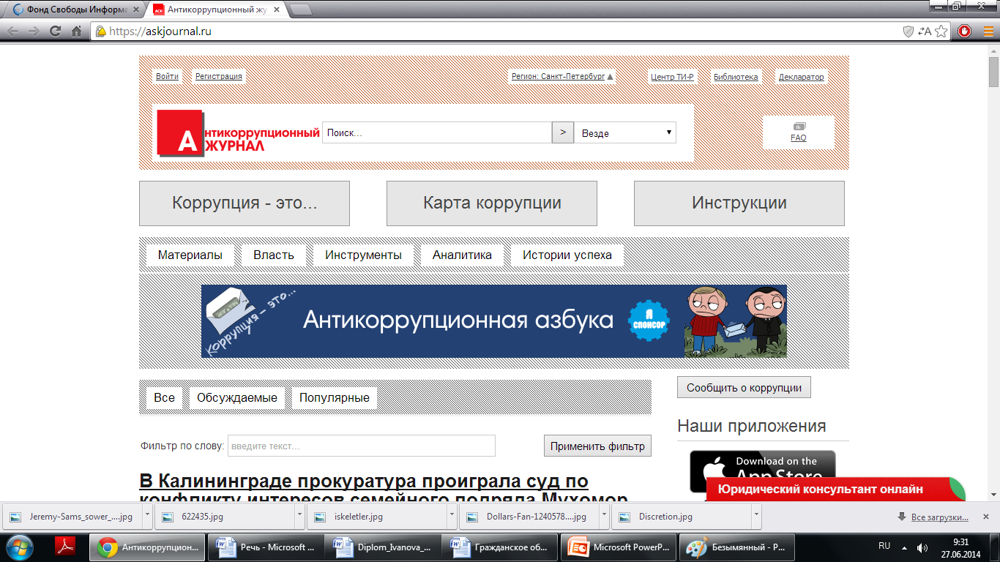 Фонд Свободы Информа
Антикоррупционный жу
https://askjournal.ru
Войти Регистрация Регион: Санкт-Петербург ▲ Центр ТИ-Р Библиотека Декларатор
Антикоррупционный
ЖУРНАЛ
Поиск... > Везде
FAQ
Коррупция - это... Карта коррупции Инструкции
Материалы Власть Инструменты Аналитика Истории успеха
Коррупция – это...
Антикоррупционная азбука
Я СПОНСОР
Все Обсуждаемые Популярные
Сообщить о коррупции
Наши приложения
Фильтр по слову: введите текст... Применить фильтр
Download on the
App Store
В Калининграде прокуратура проиграла суд по
конфликту интересов семейного подряда Мухомор
Юридический консультант онлайн
Jeremy-Sams_sower_....jpg 622435.jpg iskeletler.jpg Dollars-Fan-1240578....jpg Discretion.jpg Все загрузки...
Антикоррупцион... Речь - Microsoft ... Diplom_Ivanova_... Гражданское об... Microsoft PowerP... Безымянный - P... RU 9:31
27.06.2014